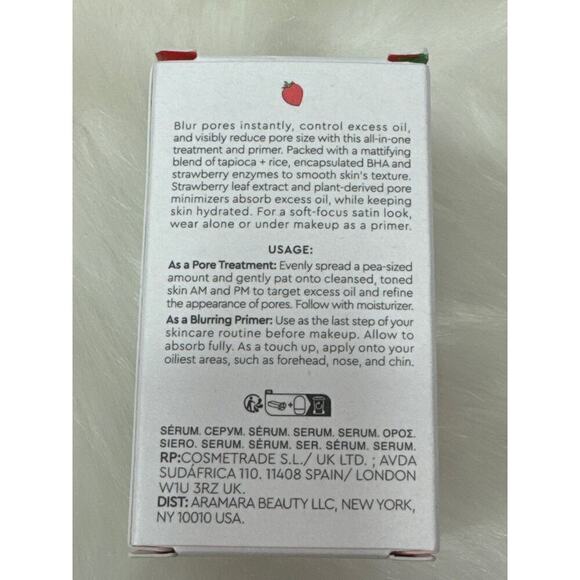 Blur pores instantly, control excess oil,
and visibly reduce pore size with this all-in-one
treatment and primer. Packed with a mattifying
blend of tapioca + rice, encapsulated BHA and
strawberry enzymes to smooth skin's texture.
Strawberry leaf extract and plant-derived pore
minimizers absorb excess oil, while keeping
skin hydrated. For a soft-focus satin look,
wear alone or under makeup as a primer.
USAGE:
As a Pore Treatment: Evenly spread a pea-sized
amount and gently pat onto cleansed, toned
skin AM and PM to target excess oil and refine
the appearance of pores. Follow with moisturizer.
As a Blurring Primer: Use as the last step of your
skincare routine before makeup. Allow to
absorb fully. As a touch up, apply onto your
oiliest areas, such as forehead, nose, and chin.
SÉRUM. СЕРУМ. SÉRUM. SERUM. SERUM. ΟΡΟΣ.
SIERO. SERUM. SÉRUM. SER. SÉRUM. SERUM.
RP:COSMETRADE S.L./ UK LTD. ; AVDA
SUDÁFRICA 110. 11408 SPAIN/ LONDON
W1U 3RZ UK.
DIST: ARAMARA BEAUTY LLC, NEW YORK,
NY 10010 USA.